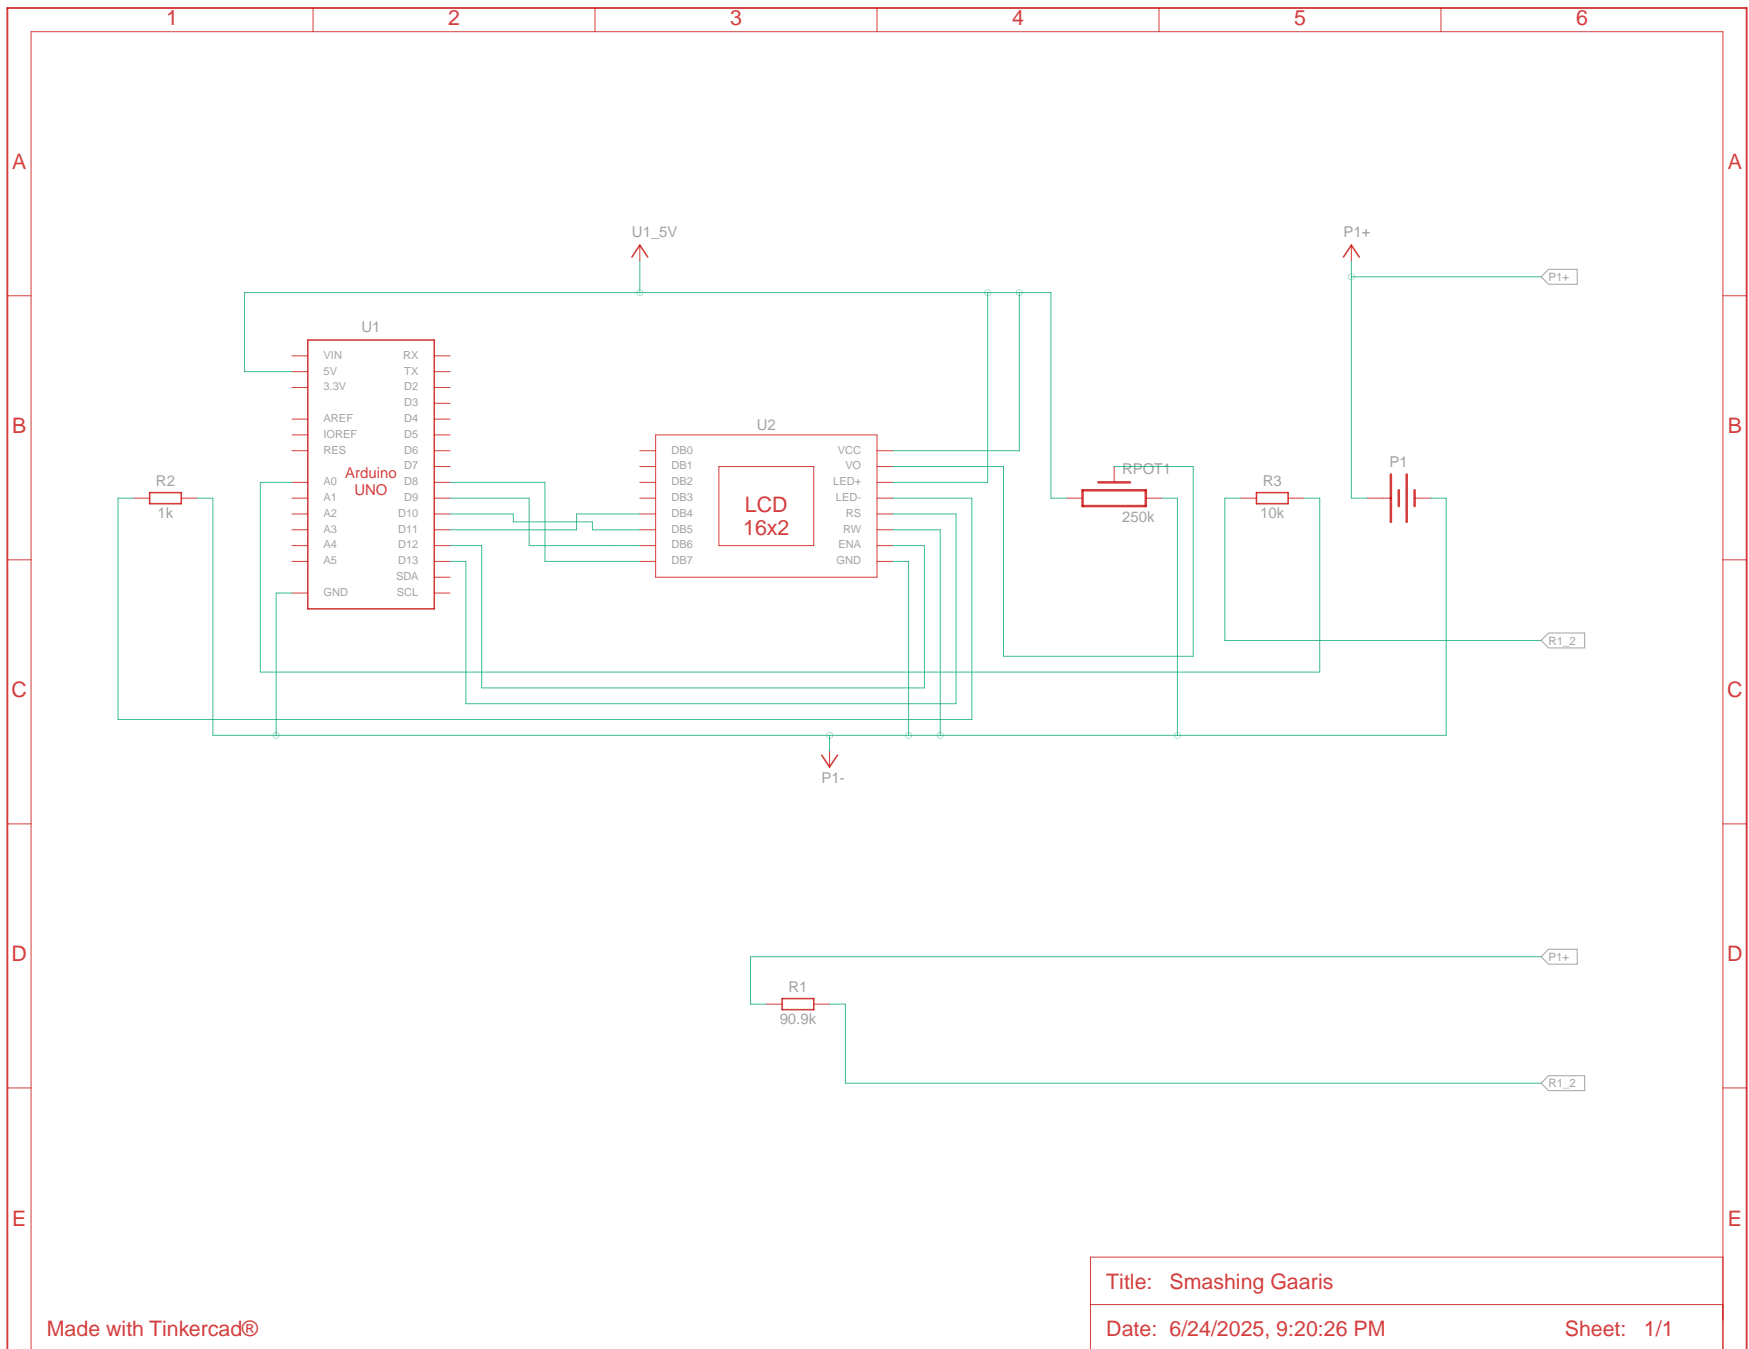 1 2 3 4 5 6
A A
U1_5V P1+
P1+
U1
VIN RX
5V TX
3.3V D2
D3
AREF D4
IOREF D5
RES D6
D7
A0 D8
A1 D9
A2 D10
A3 D11
A4 D12
A5 D13
SDA
GND SCL
Arduino
UNO
B B
R2
1k
U2
DB0 VCC
DB1 VO
DB2 LED+
DB3 LED-
DB4 RS
DB5 RW
DB6 ENA
DB7 GND
LCD
16x2
RPOT1
250k
R3
10k
P1
R1_2
C C
P1-
D D
P1+
R1
90.9k
R1_2
E E
Title: Smashing Gaaris
Made with Tinkercad®
Date: 6/24/2025, 9:20:26 PM Sheet: 1/1